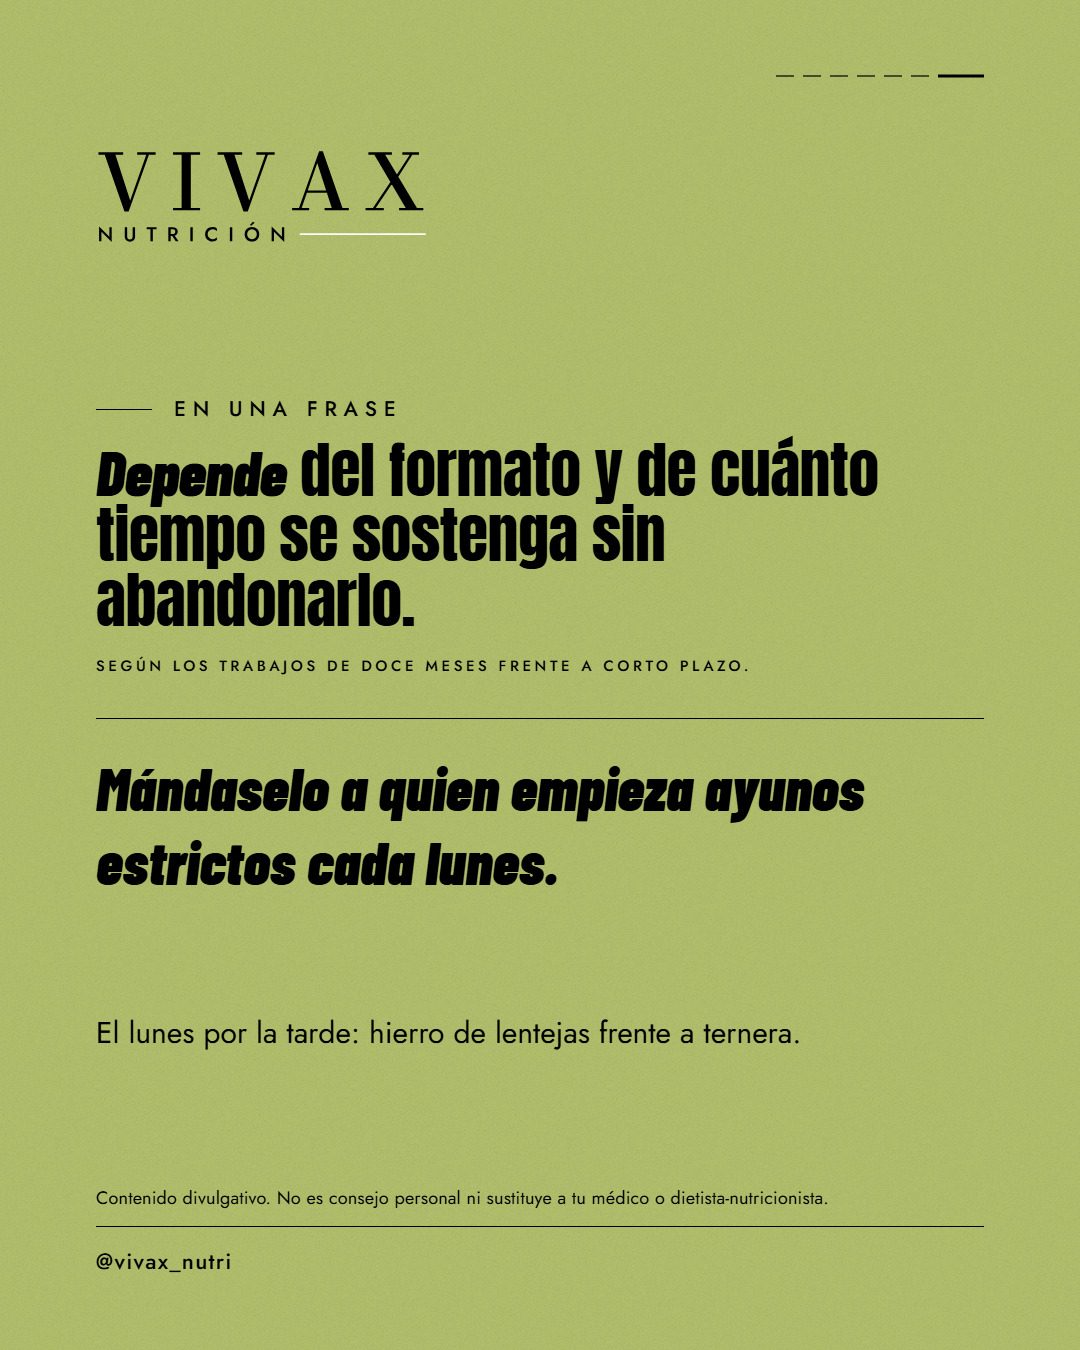 VIVAX
NUTRICIÓN
EN UNA FRASE
Depende del formato y de cuánto
tiempo se sostenga sin
abandonarlo.
SEGÚN LOS TRABAJOS DE DOCE MESES FRENTE A CORTO PLAZO.
Mándaselo a quien empieza ayunos
estrictos cada lunes.
El lunes por la tarde: hierro de lentejas frente a ternera.
Contenido divulgativo. No es consejo personal ni sustituye a tu médico o dietista-nutricionista.
@vivax_nutri